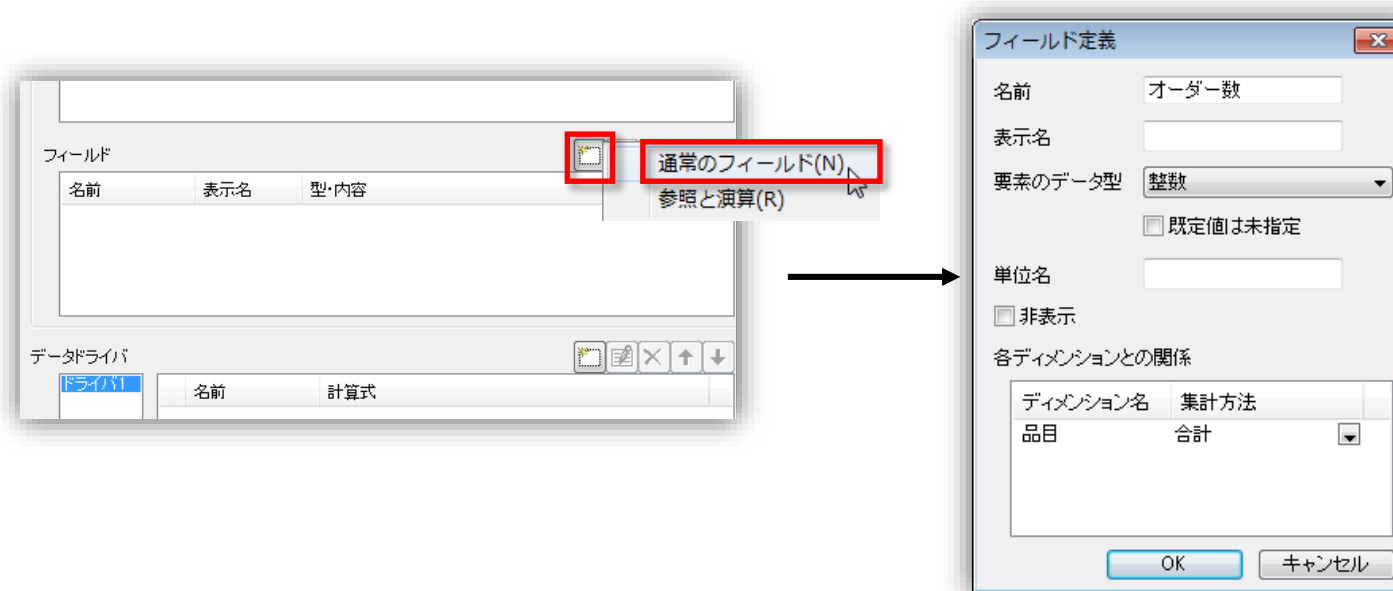 フィールド
名前 表示名 型・内容
通常のフィールド(N)
参照と演算(R)
データドライバ
ドライバ1
名前 計算式
フィールド定義
名前 オーダー数
表示名
要素のデータ型 整数
既定値は未指定
単位名
非表示
各ディメンションとの関係
ディメンション名 集計方法
品目 合計
OK キャンセル